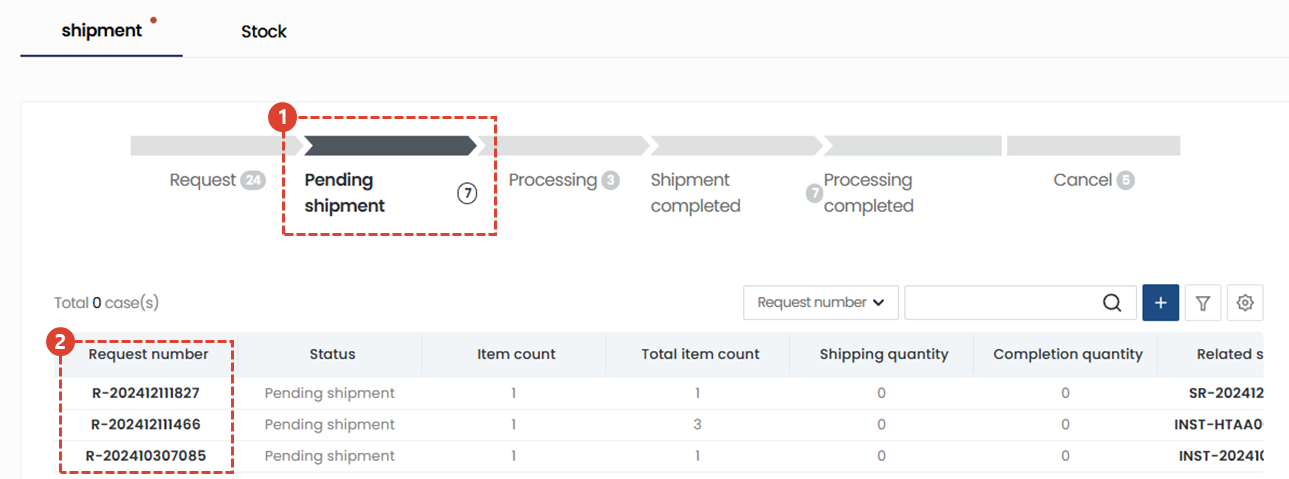 shipment
Stock
1
Request 24
Pending
shipment
7
Processing 3
Shipment
completed
7
Processing
completed
Cancel 5
Total 0 case(s)
Request number
+
2
Request number Status Item count Total item count Shipping quantity Completion quantity Related s
R-202412111827 Pending shipment 1 1 0 0 SR-202412
R-202412111466 Pending shipment 1 3 0 0 INST-HTAA0
R-202410307085 Pending shipment 1 1 0 0 INST-20241